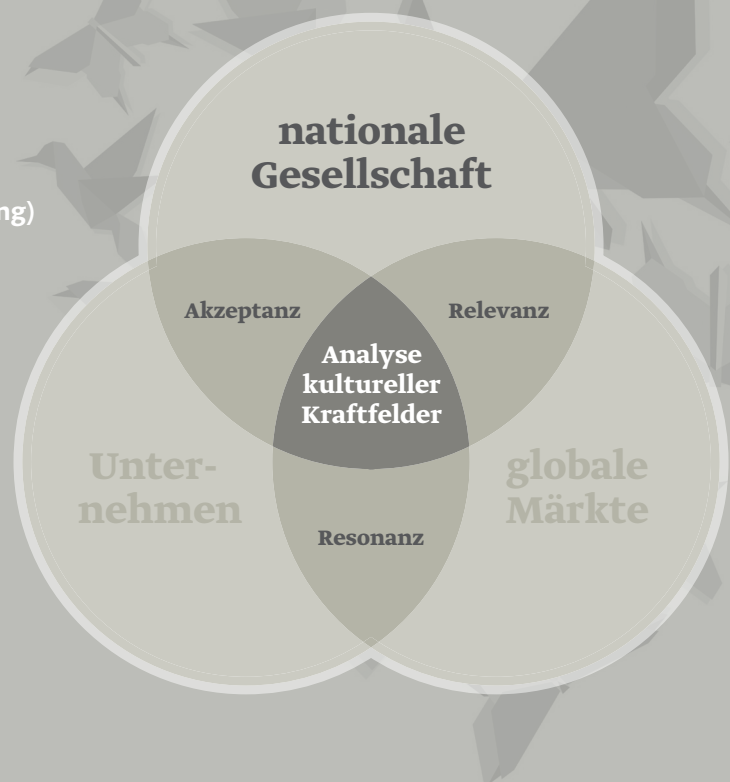 nationale
Gesellschaft
ng)
Akzeptanz
Relevanz
Analyse
kultureller
Kraftfelder
Unter-
nehmen
globale
Märkte
Resonanz